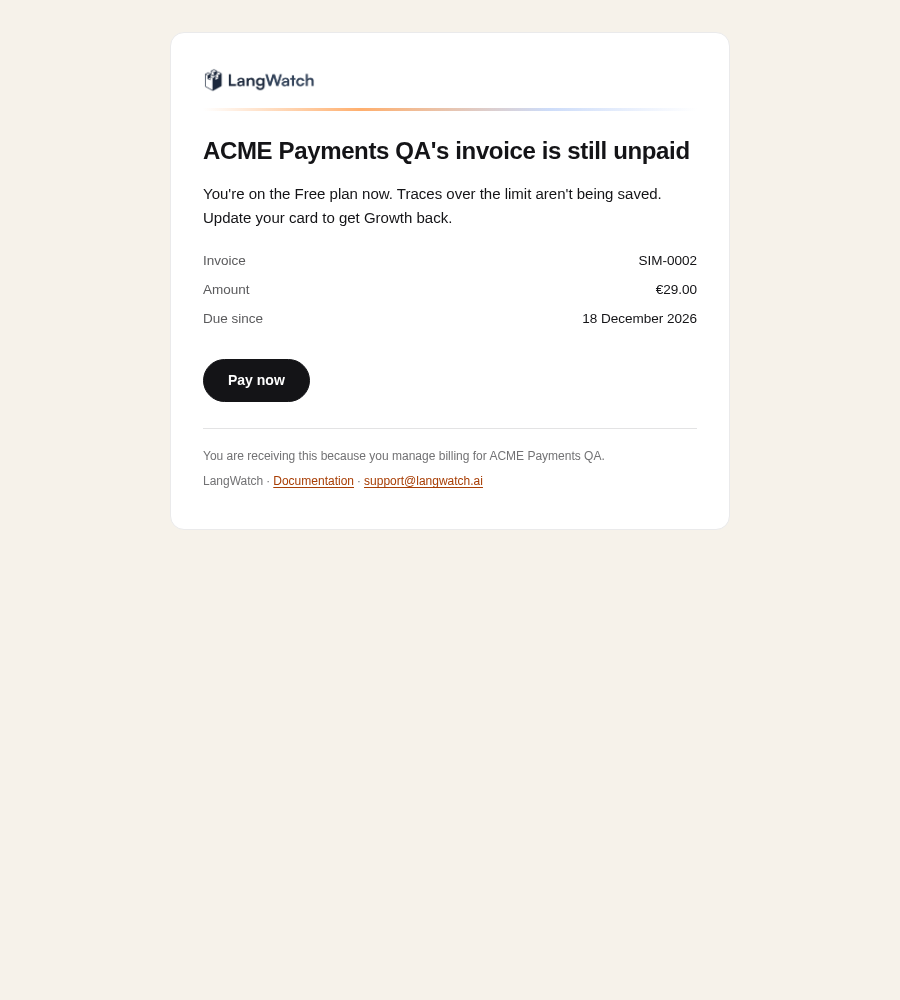 LangWatch
ACME Payments QA's invoice is still unpaid
You're on the Free plan now. Traces over the limit aren't being saved.
Update your card to get Growth back.
Invoice SIM-0002
Amount €29.00
Due since 18 December 2026
Pay now
You are receiving this because you manage billing for ACME Payments QA.
LangWatch · Documentation · support@langwatch.ai